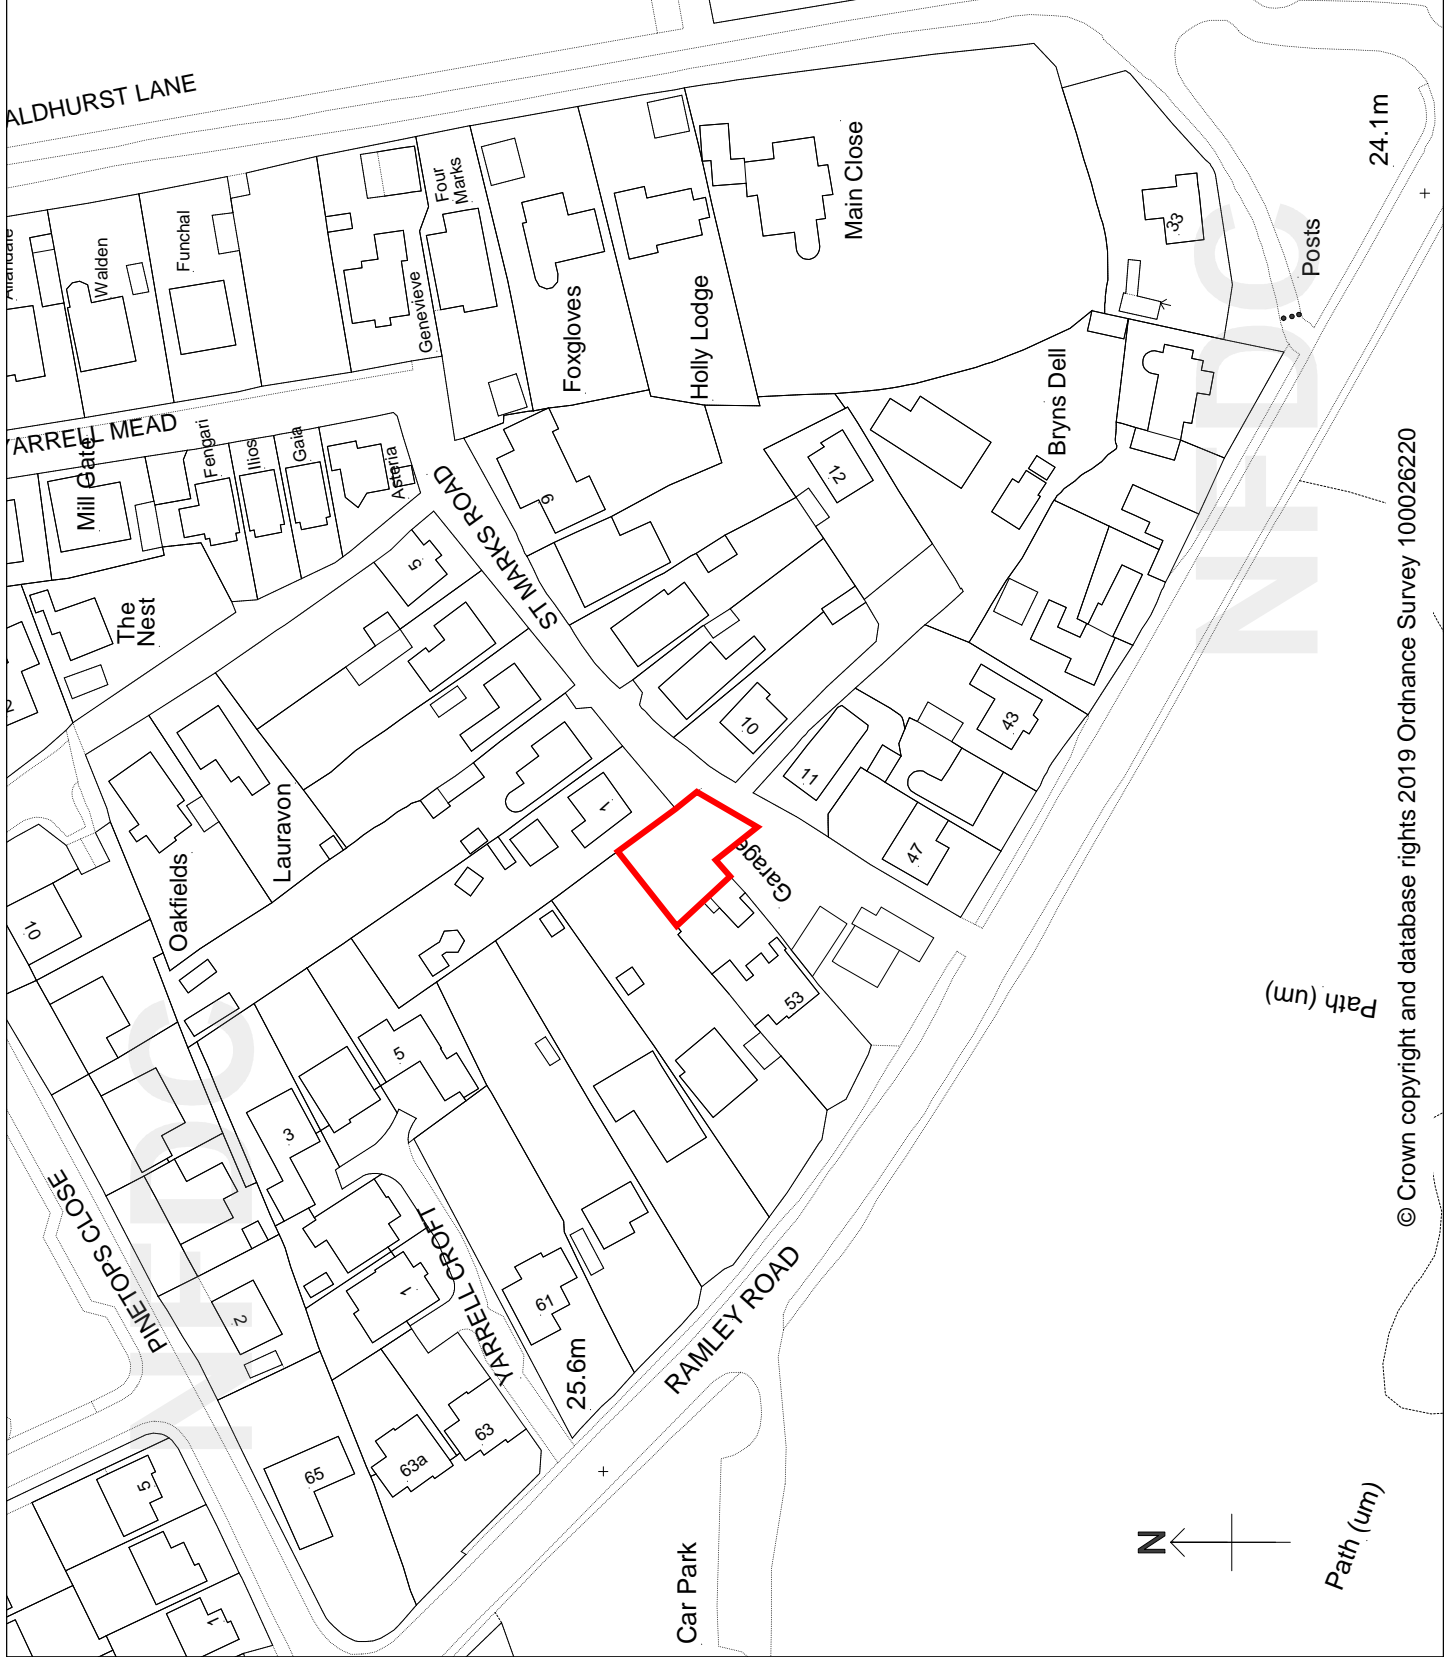 ALDHURST LANE
Allandale
Walden
Funchal
Genevieve
Four
Marks
Foxgloves
Holly Lodge
Main Close
24.1m
33
Posts
YARRELL MEAD
Mill Gate
Fengari
Ilios
Gaia
Asteria
ST MARKS ROAD
9
12
Bryns Dell
The
Nest
2
5
10
11
43
47
Oakfields
Lauravon
1
Garage
53
10
PINETOPS CLOSE
3
5
2
1
YARRELL CROFT
61
25.6m
RAMLEY ROAD
63
63a
65
5
1
Car Park
Path (um)
Path (um)
N
NFDC
NFDC
© Crown copyright and database rights 2019 Ordnance Survey 100026220